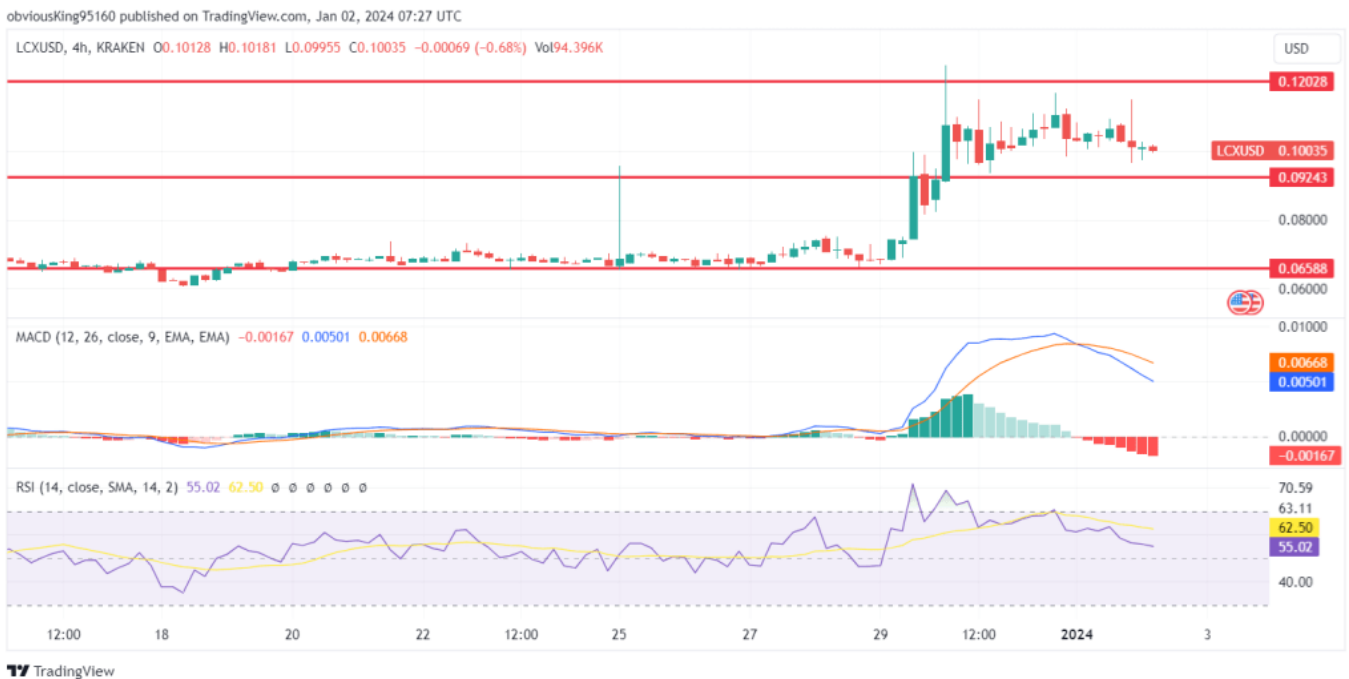 obviousKing95160 published on TradingView.com, Jan 02, 2024 07:27 UTC
LCXUSD, 4h, KRAKEN O0.10128 H0.10181 L0.09955 C0.10035 −0.00069 (−0.68%) Vol94.396K
USD
0.12028
LCXUSD 0.10035
0.09243
0.08000
0.06588
0.06000
MACD (12, 26, close, 9, EMA, EMA) −0.00167 0.00501 0.00668
0.01000
0.00668
0.00501
0.00000
−0.00167
RSI (14, close, SMA, 14, 2) 55.02 62.50 Ø Ø Ø Ø Ø Ø
70.59
63.11
62.50
55.02
40.00
12:00 18 20 22 12:00 25 27 29 12:00 2024 3
TradingView